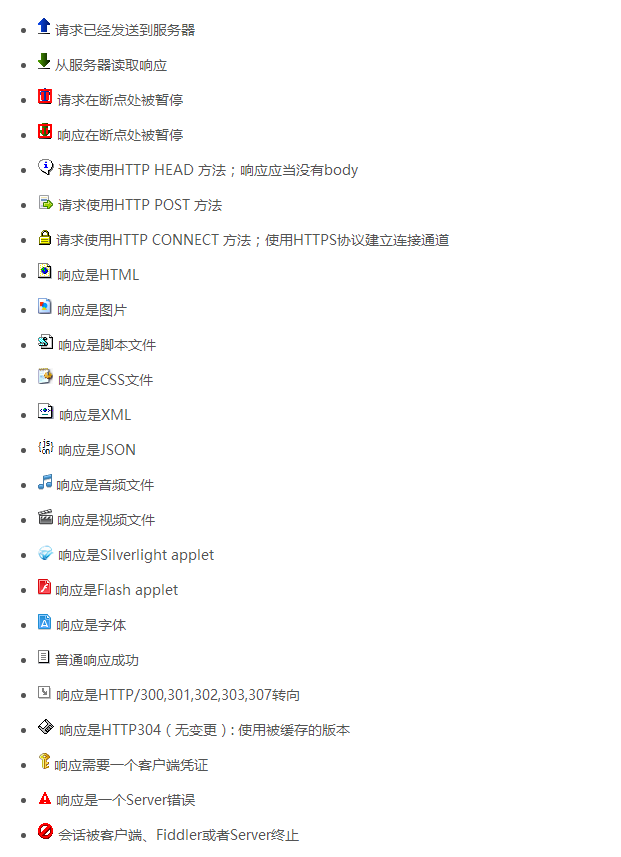 请求已经发送到服务器
从服务器读取响应
请求在断点处被暂停
响应在断点处被暂停
请求使用HTTP HEAD 方法；响应应当没有body
请求使用HTTP POST 方法
请求使用HTTP CONNECT 方法；使用HTTPS协议建立连接通道
响应是HTML
响应是图片
响应是脚本文件
响应是CSS文件
响应是XML
响应是JSON
响应是音频文件
响应是视频文件
响应是Silverlight applet
响应是Flash applet
响应是字体
普通响应成功
响应是HTTP/300,301,302,303,307转向
响应是HTTP304（无变更）: 使用被缓存的版本
响应需要一个客户端凭证
响应是一个Server错误
会话被客户端、Fiddler或者Server终止